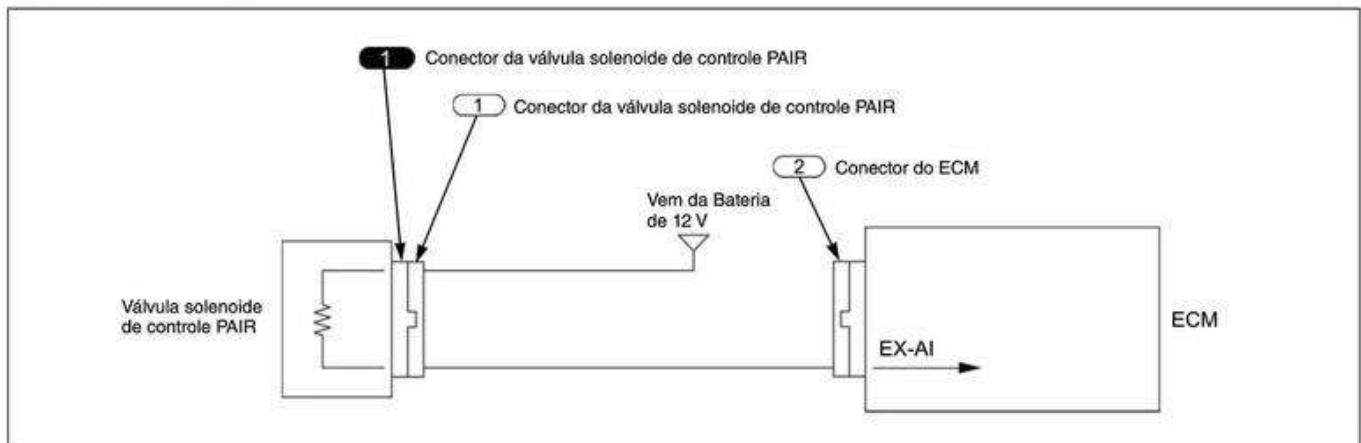 1 Conector da válvula solenoide de controle PAIR
1 Conector da válvula solenoide de controle PAIR
2 Conector do ECM
Vem da Bateria
de 12 V
Válvula solenoide
de controle PAIR
EX-AI
ECM